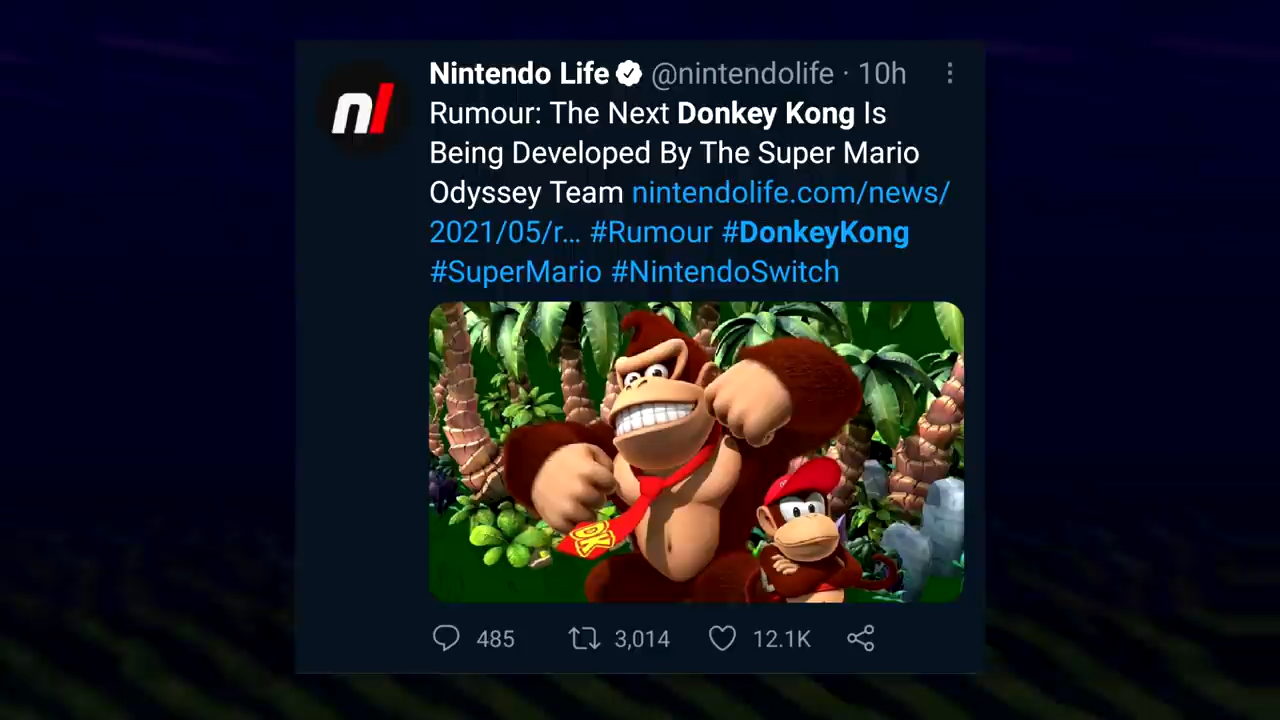 nl
Nintendo Life @nintendolife · 10h
Rumour: The Next Donkey Kong Is
Being Developed By The Super Mario
Odyssey Team nintendolife.com/news/
2021/05/r... #Rumour #DonkeyKong
#SuperMario #NintendoSwitch
DK
485 3,014 12.1K